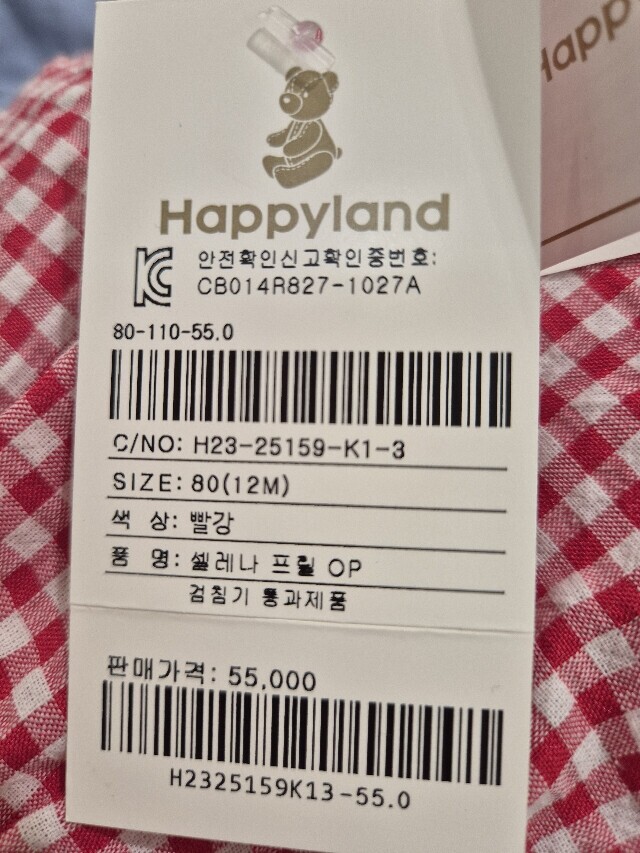 Happyland
안전확인신고확인증번호:
CB014R827-1027A
80-110-55.0
C/NO: H23-25159-K1-3
SIZE: 80(12M)
색 상: 빨강
품 명: 셀레나 프릴 OP
검침기 통과제품
판매가격: 55,000
H2325159K13-55.0
Happ